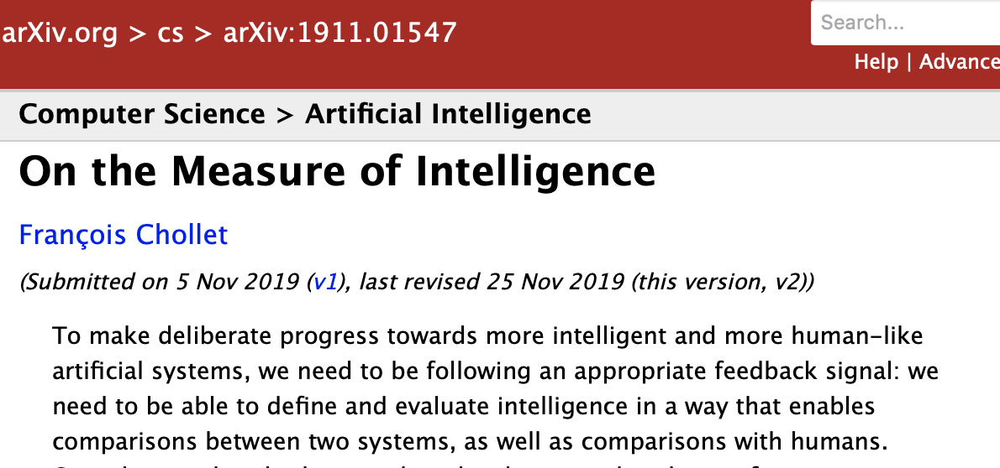 arXiv.org > cs > arXiv:1911.01547
Search...
Help | Advance
Computer Science > Artificial Intelligence
On the Measure of Intelligence
François Chollet
(Submitted on 5 Nov 2019 (v1), last revised 25 Nov 2019 (this version, v2))
To make deliberate progress towards more intelligent and more human-like
artificial systems, we need to be following an appropriate feedback signal: we
need to be able to define and evaluate intelligence in a way that enables
comparisons between two systems, as well as comparisons with humans.